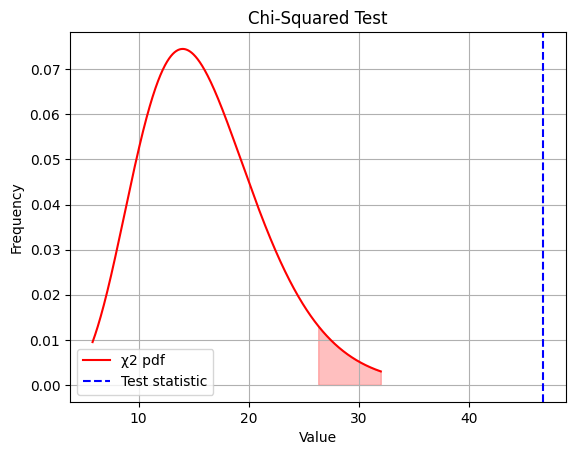 Chi-Squared Test
Frequency
0.07
0.06
0.05
0.04
0.03
0.02
0.01
0.00
χ2 pdf
Test statistic
10 20 30 40
Value